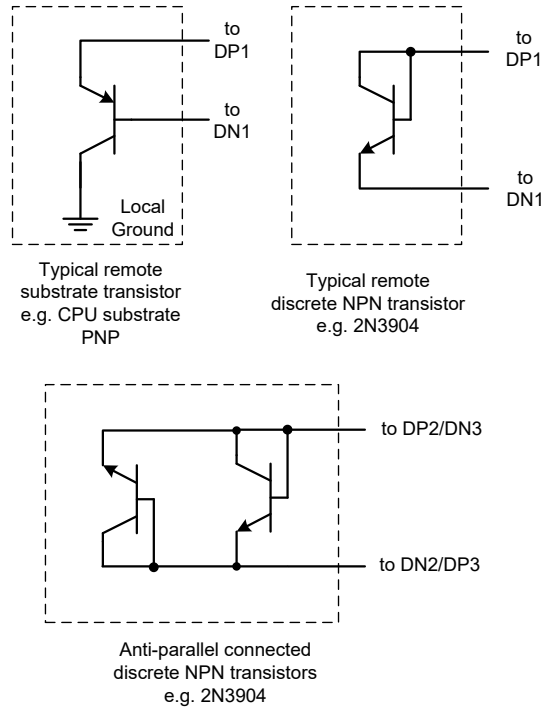 to
DP1
to
DN1
Local
Ground
Typical remote
substrate transistor
e.g. CPU substrate
PNP
to
DP1
to
DN1
Typical remote
discrete NPN transistor
e.g. 2N3904
to DP2/DN3
to DN2/DP3
Anti-parallel connected
discrete NPN transistors
e.g. 2N3904